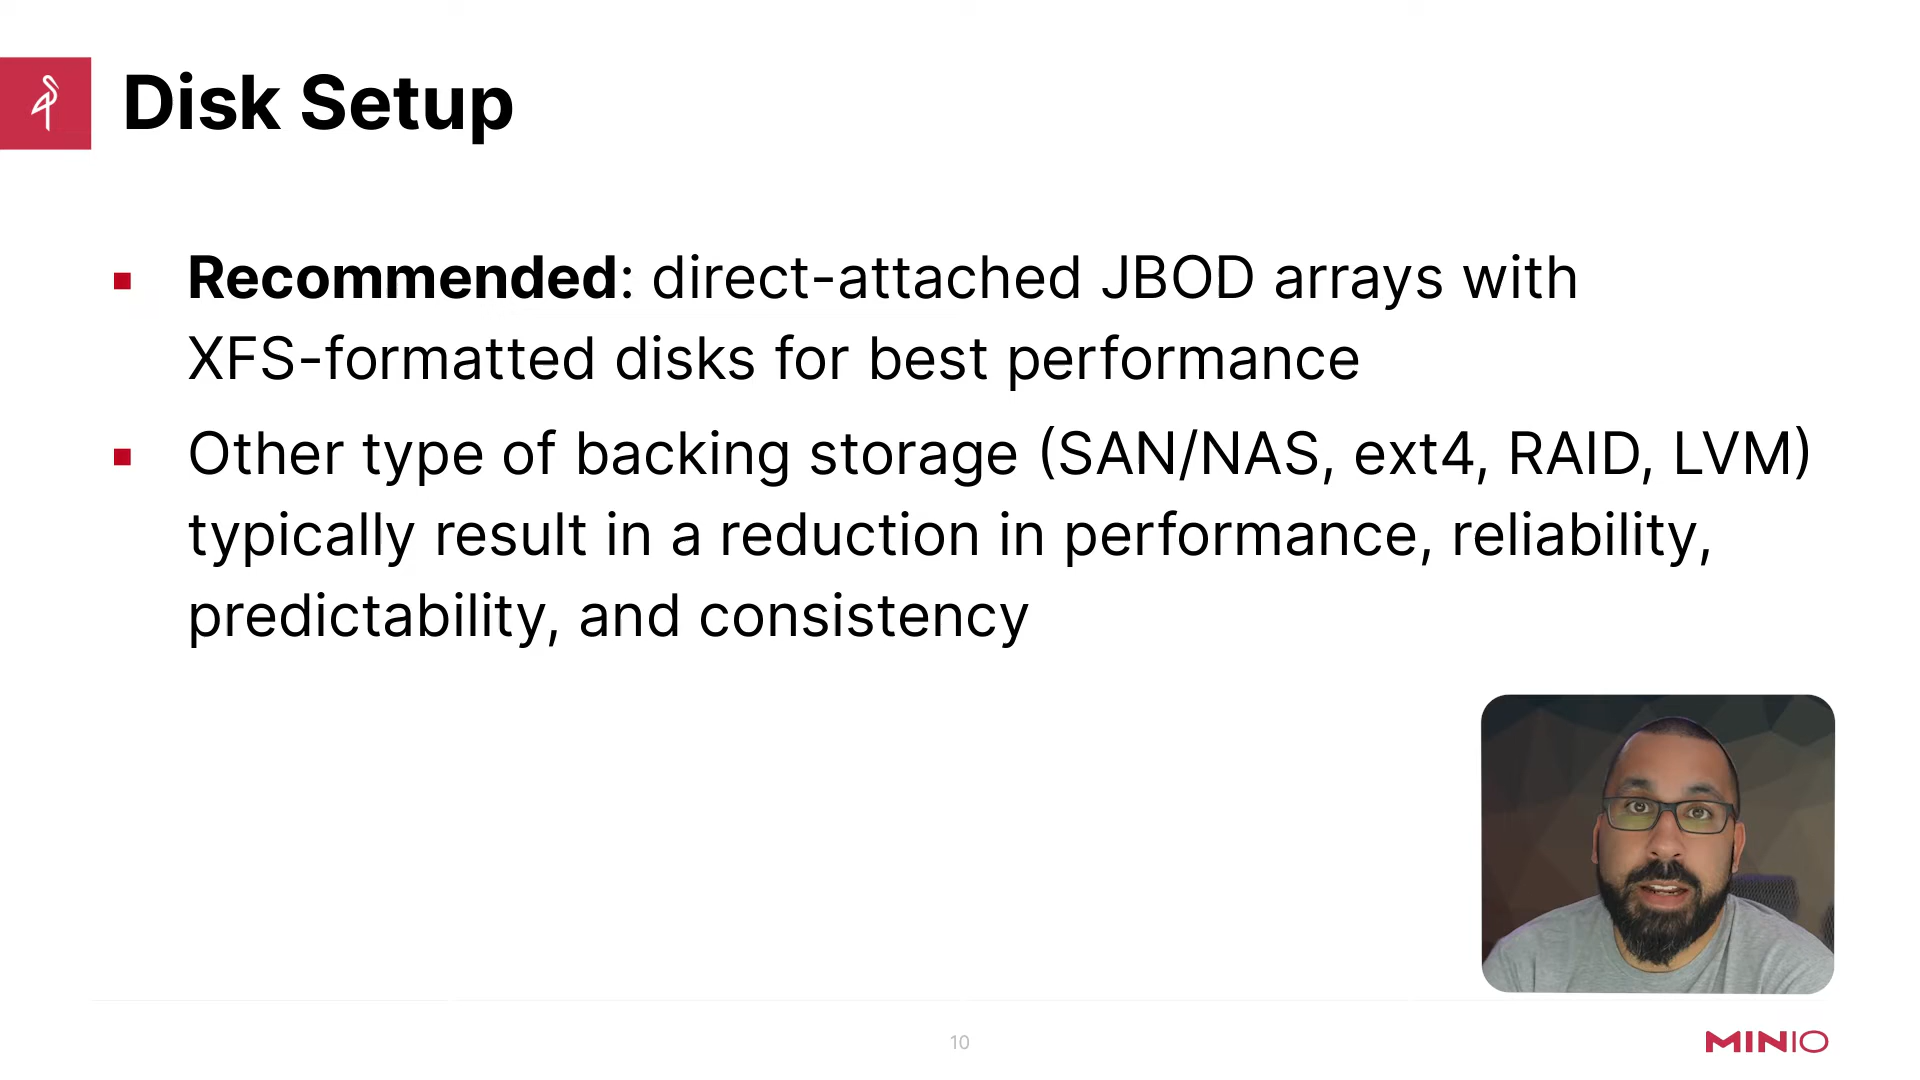 Disk Setup
Recommended: direct-attached JBOD arrays with
XFS-formatted disks for best performance
Other type of backing storage (SAN/NAS, ext4, RAID, LVM)
typically result in a reduction in performance, reliability,
predictability, and consistency
10
MINIO